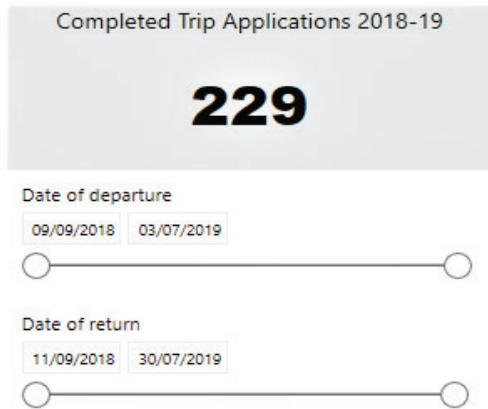 Completed Trip Applications 2018-19
229
Date of departure
09/09/2018 03/07/2019
Date of return
11/09/2018 30/07/2019